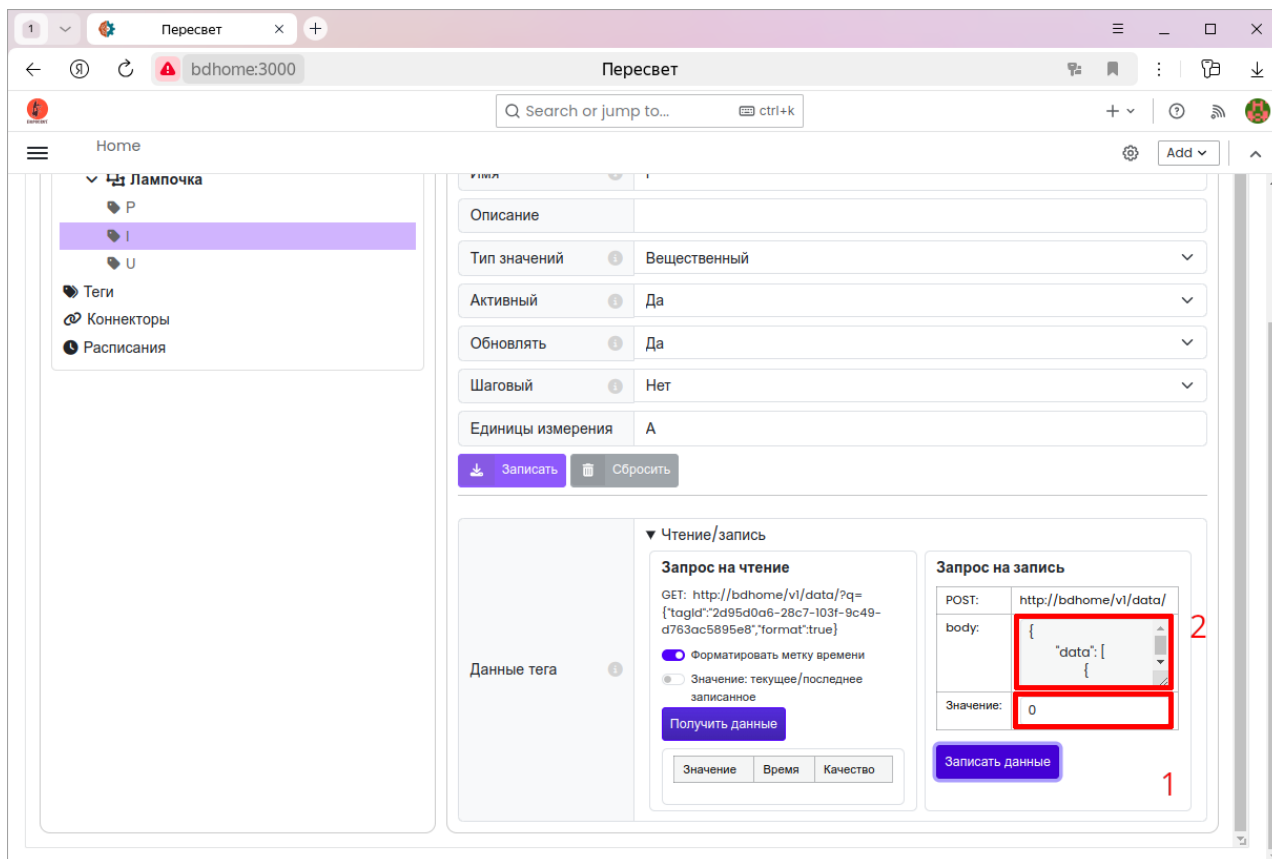 1
Пересвет
bdhome:3000
Пересвет
Search or jump to...
ctrl+k
Home
Add
Лампочка
P
I
U
Теги
Коннекторы
Расписания
Имя
I
Описание
Тип значений
Вещественный
Активный
Да
Обновлять
Да
Шаговый
Нет
Единицы измерения
А
Записать
Сбросить
Данные тега
Чтение/запись
Запрос на чтение
GET: http://bdhome/v1/data/?q=
{"tagId":"2d95d0a6-28c7-103f-9c49-
d763ac5895e8","format":true}
Форматировать метку времени
Значение: текущее/последнее
записанное
Получить данные
Значение Время Качество
Запрос на запись
POST: http://bdhome/v1/data/
body:
{
"data": [
{
2
Значение:
0
Записать данные
1